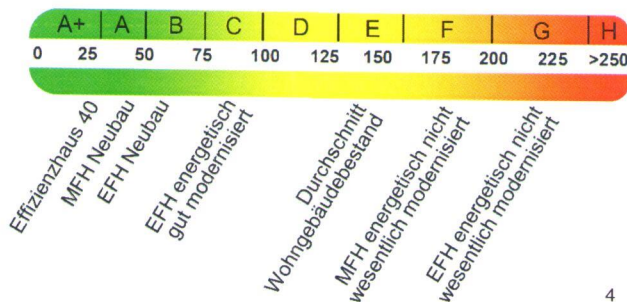 A+ A B C D E F G H
0 25 50 75 100 125 150 175 200 225 >250
Effizienzhaus 40
MFH Neubau
EFH Neubau
EFH energetisch
gut modernisiert
Durchschnitt
Wohngebäudebestand
MFH energetisch nicht
wesentlich modernisiert
EFH energetisch nicht
wesentlich modernisiert
4